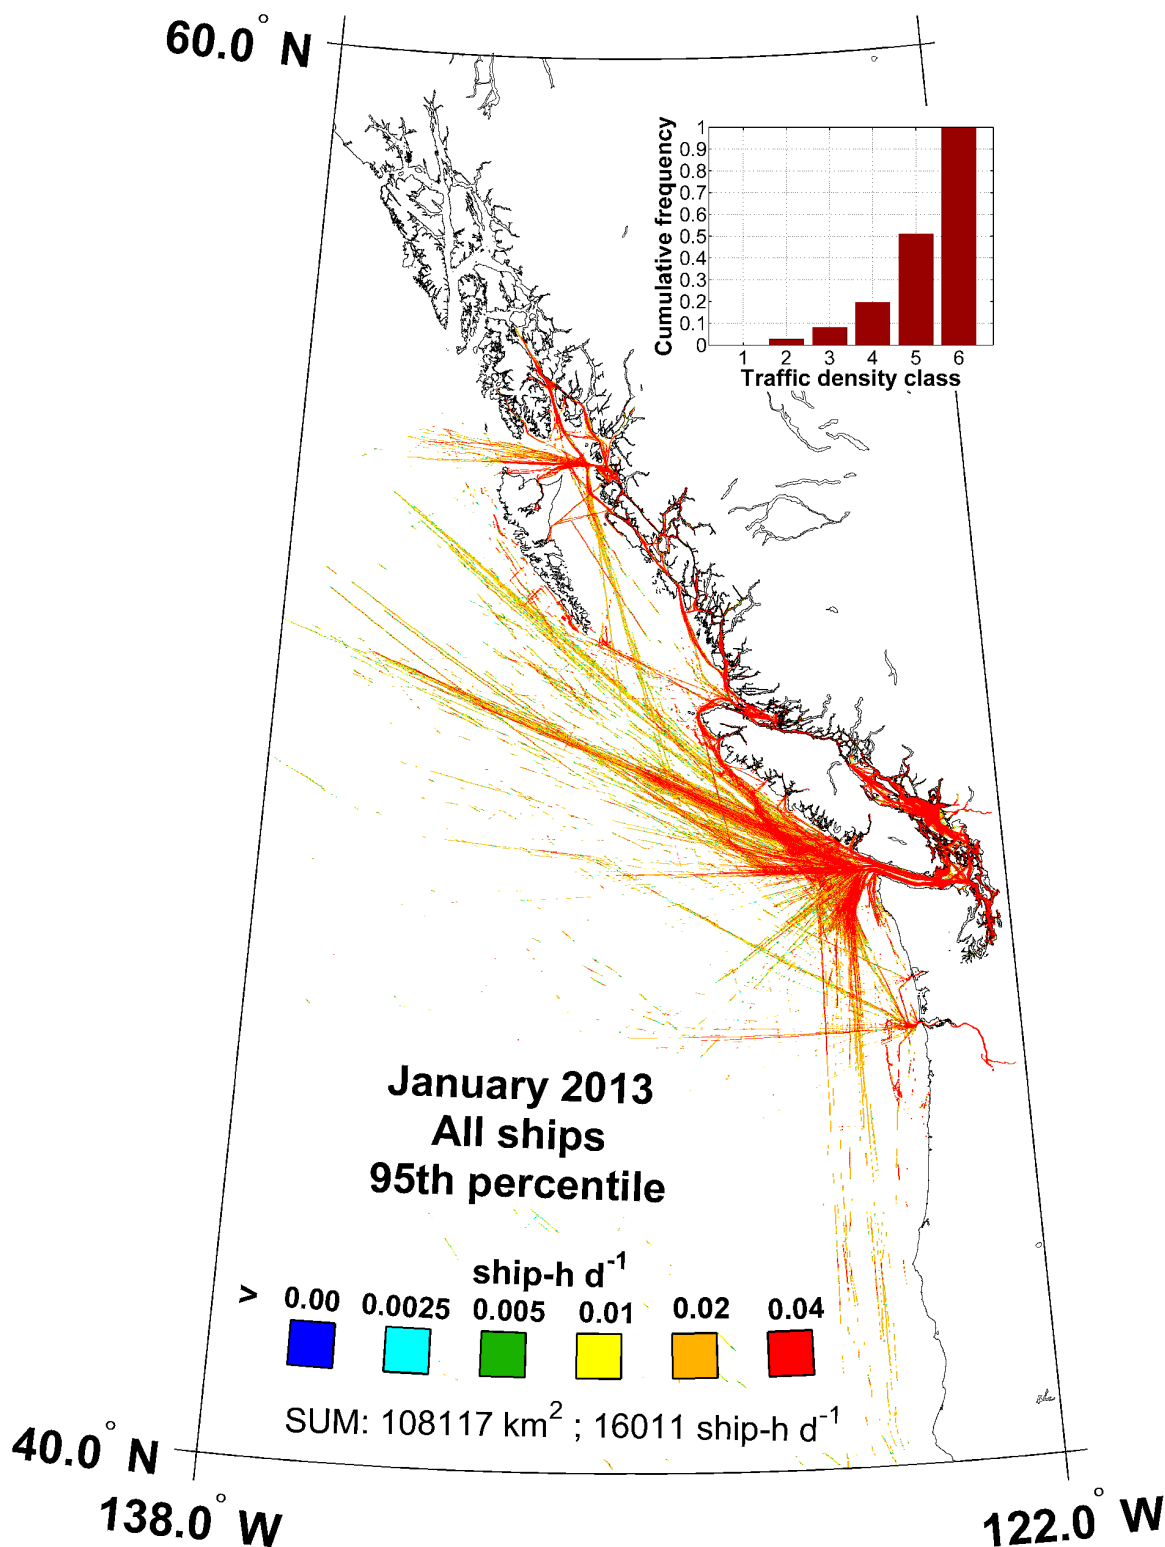 60.0° N
Cumulative frequency
1
0.9
0.8
0.7
0.6
0.5
0.4
0.3
0.2
0.1
0
1 2 3 4 5 6
Traffic density class
January 2013
All ships
95th percentile
ship-h d⁻¹
> 0.00 0.0025 0.005 0.01 0.02 0.04
SUM: 108117 km² ; 16011 ship-h d⁻¹
40.0° N
138.0° W
122.0° W